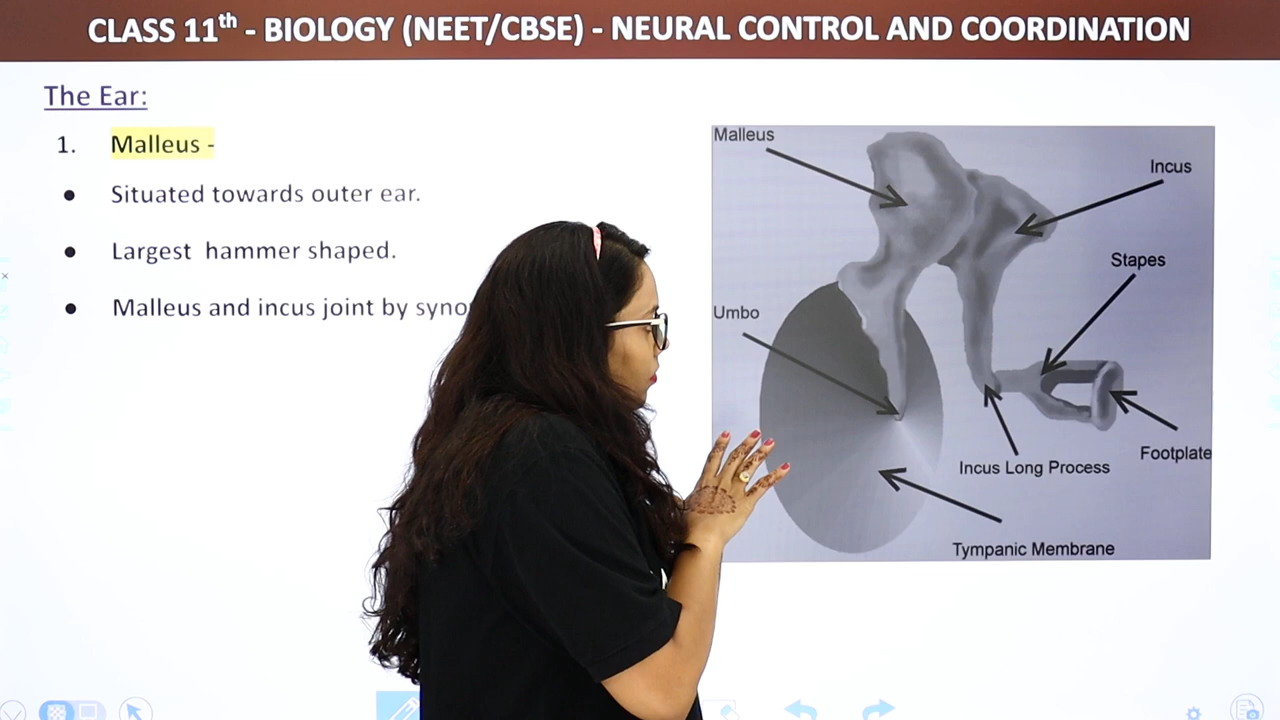 CLASS 11th - BIOLOGY (NEET/CBSE) - NEURAL CONTROL AND COORDINATION
The Ear:
1. Malleus -
● Situated towards outer ear.
● Largest hammer shaped.
● Malleus and incus joint by
Malleus
Incus
Stapes
Umbo
Footplate
Incus Long Process
Tympanic Membrane